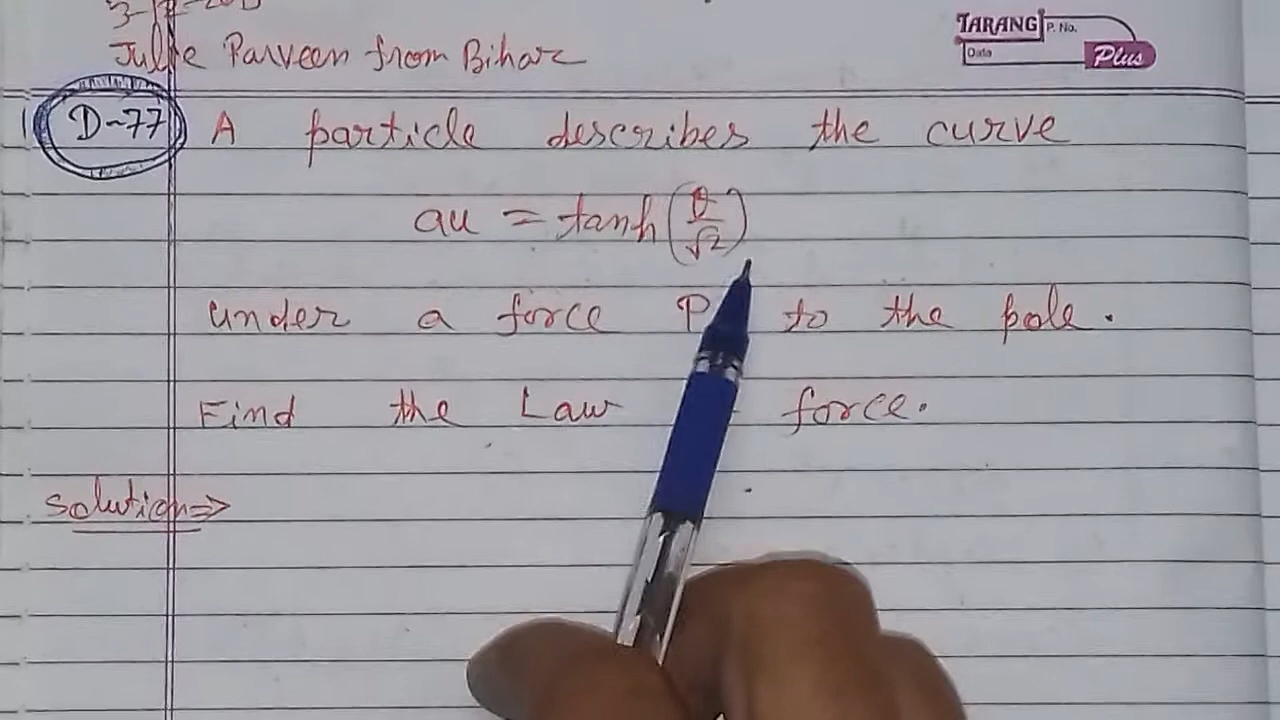 Julie Parveen from Bihar
TARANG P. No.
Data Plus
D-77 A particle describes the curve
au = tanh(θ/√2)
under a force P to the pole.
Find the Law force.
Solution⇒